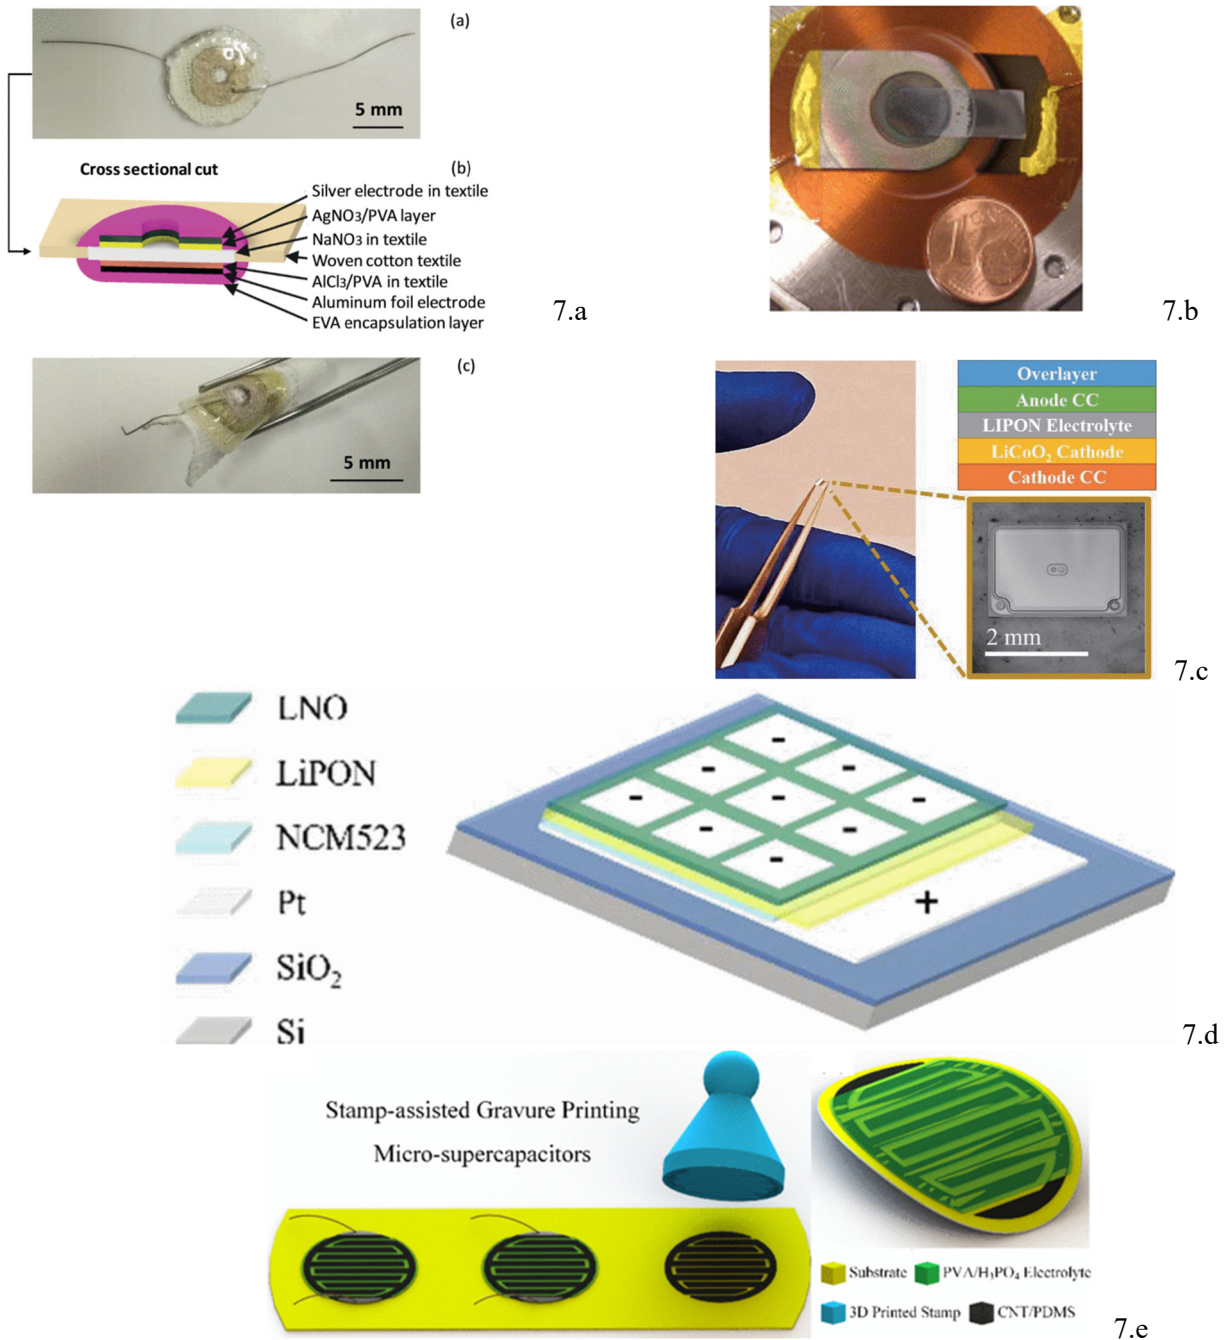 (a)
5 mm
Cross sectional cut
(b)
Silver electrode in textile
AgNO3/PVA layer
NaNO3 in textile
Woven cotton textile
AlCl3/PVA in textile
Aluminum foil electrode
EVA encapsulation layer
7.a
7.b
(c)
5 mm
Overlayer
Anode CC
LIPON Electrolyte
LiCoO₂ Cathode
Cathode CC
2 mm
7.c
LNO
LiPON
NCM523
Pt
SiO₂
Si
- - - - - - - - -
+
7.d
Stamp-assisted Gravure Printing
Micro-supercapacitors
Substrate
PVA/H₃PO₄ Electrolyte
3D Printed Stamp
CNT/PDMS
7.e